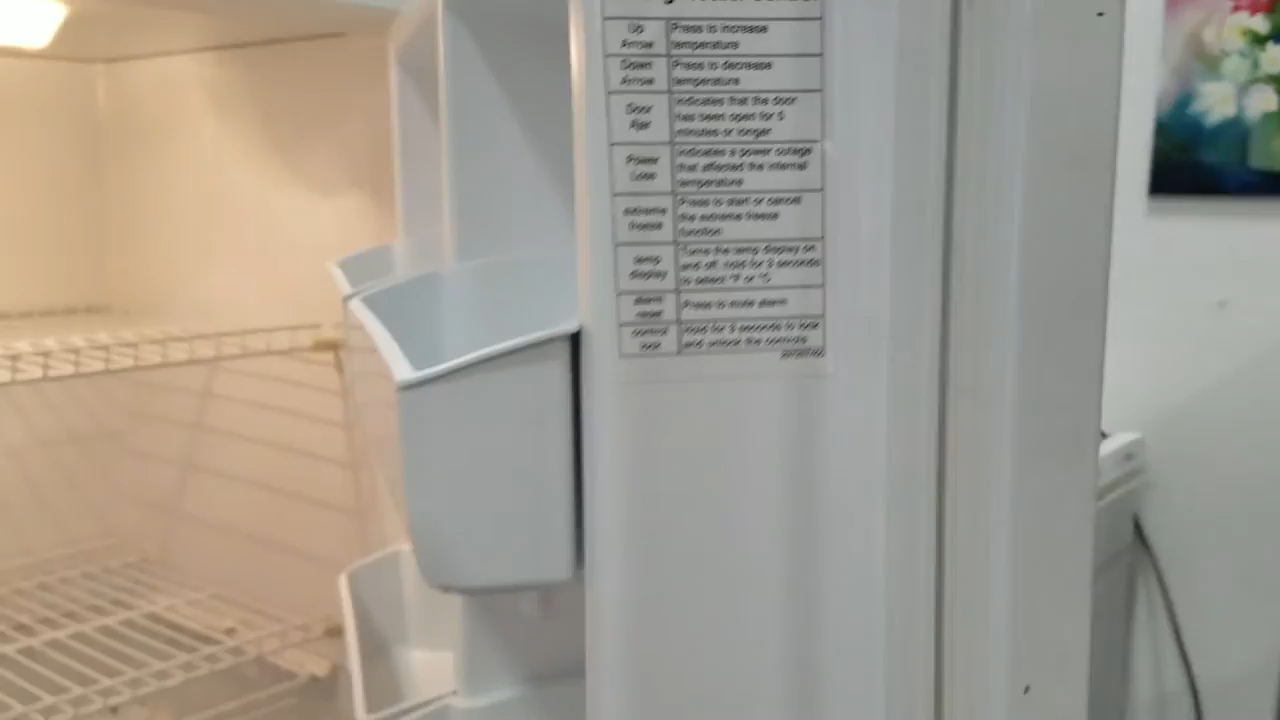 Up Press to increase
Arrow temperature
Down Press to decrease
Arrow temperature
Door
Ajar
Indicates that the door
has been open for 5
minutes or longer
Power
Loss
Indicates a power outage
that affected the internal
temperature
extreme
freeze
Press to start or cancel
the extreme freeze
function
temp
display
Turns the temp display on
and off. Hold for 3 seconds
to select °F or °C
alarm
reset
Press to mute alarm
control
lock
Hold for 3 seconds to lock
and unlock the controls